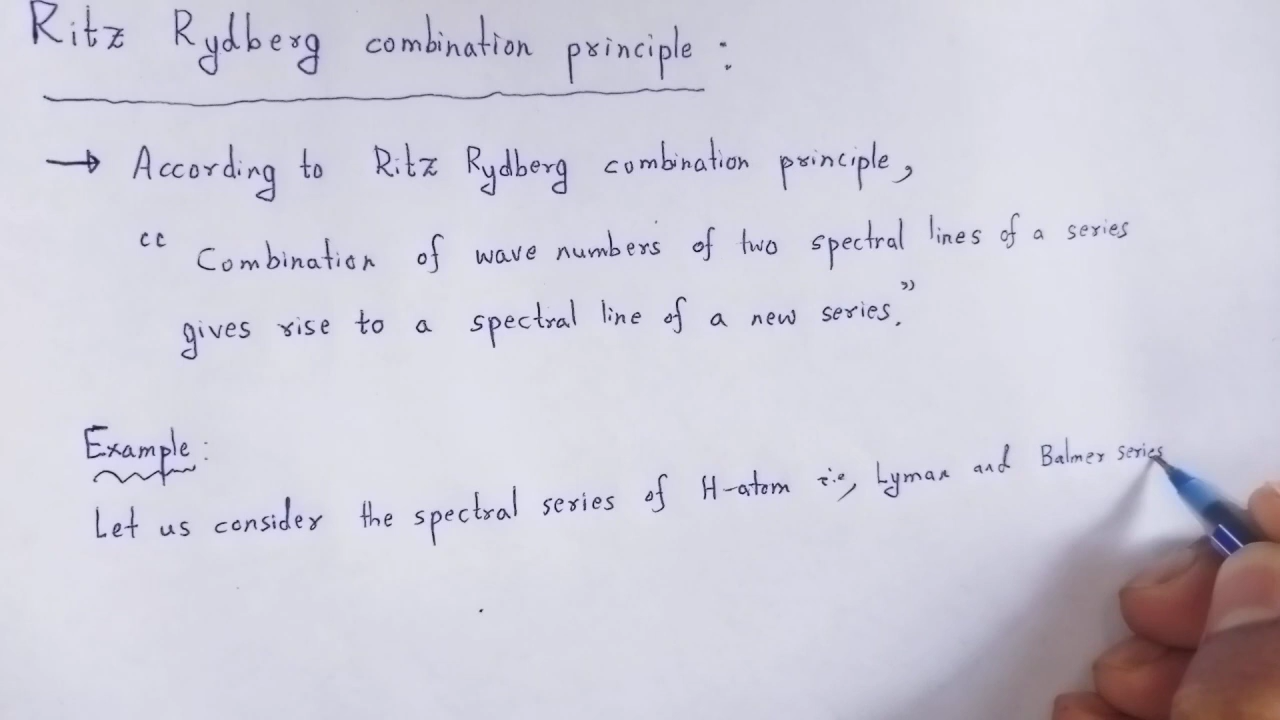 Ritz Rydberg combination principle :
→ According to Ritz Rydberg combination principle,
“ Combination of wave numbers of two spectral lines of a series
gives rise to a spectral line of a new series.”
Example :
Let us consider the spectral series of H-atom i.e, Lyman and Balmer series